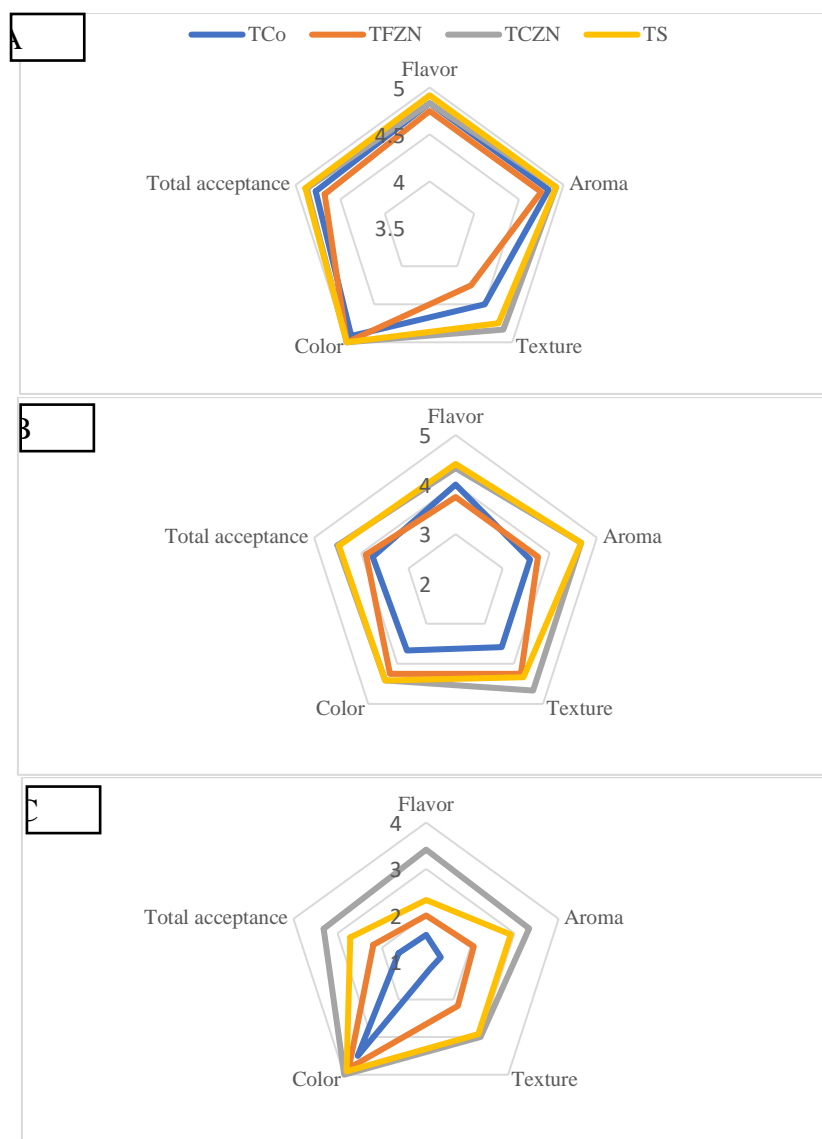 A
TCo TFZN TCZN TS
Flavor
5
4.5
Total acceptance Aroma
4
3.5
Color Texture
B
Flavor
5
4
Total acceptance Aroma
3
2
Color Texture
C
Flavor
4
3
Total acceptance Aroma
2
1
Color Texture